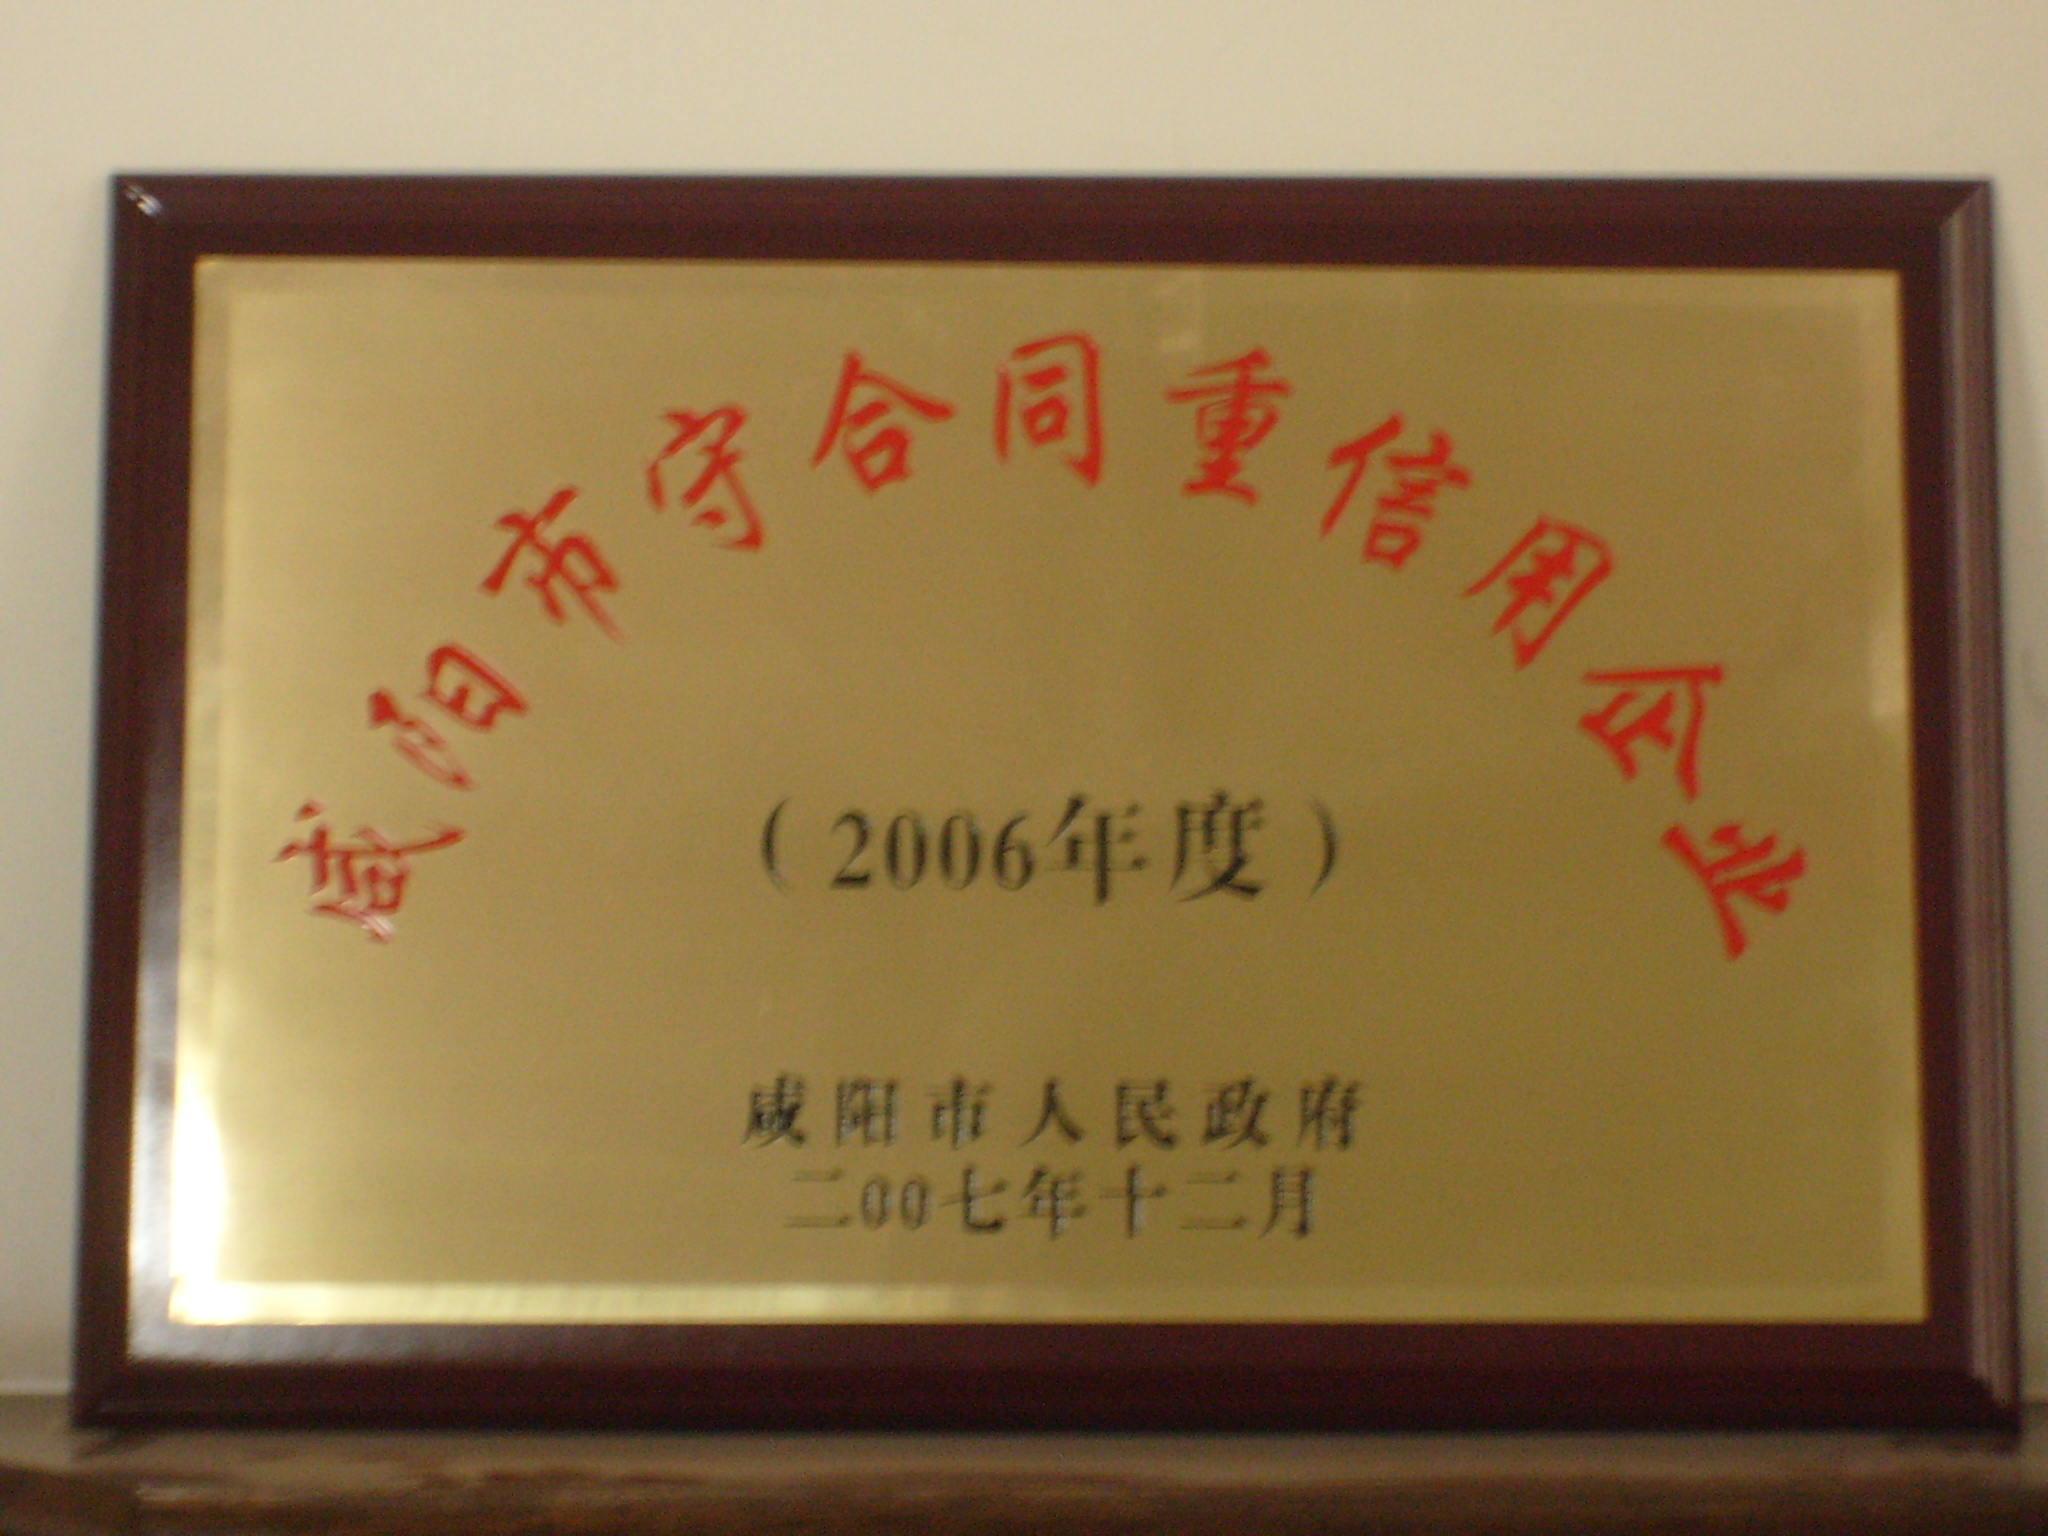 咸阳市守合同重信用企业
（2006年度）
咸阳市人民政府
二00七年十二月